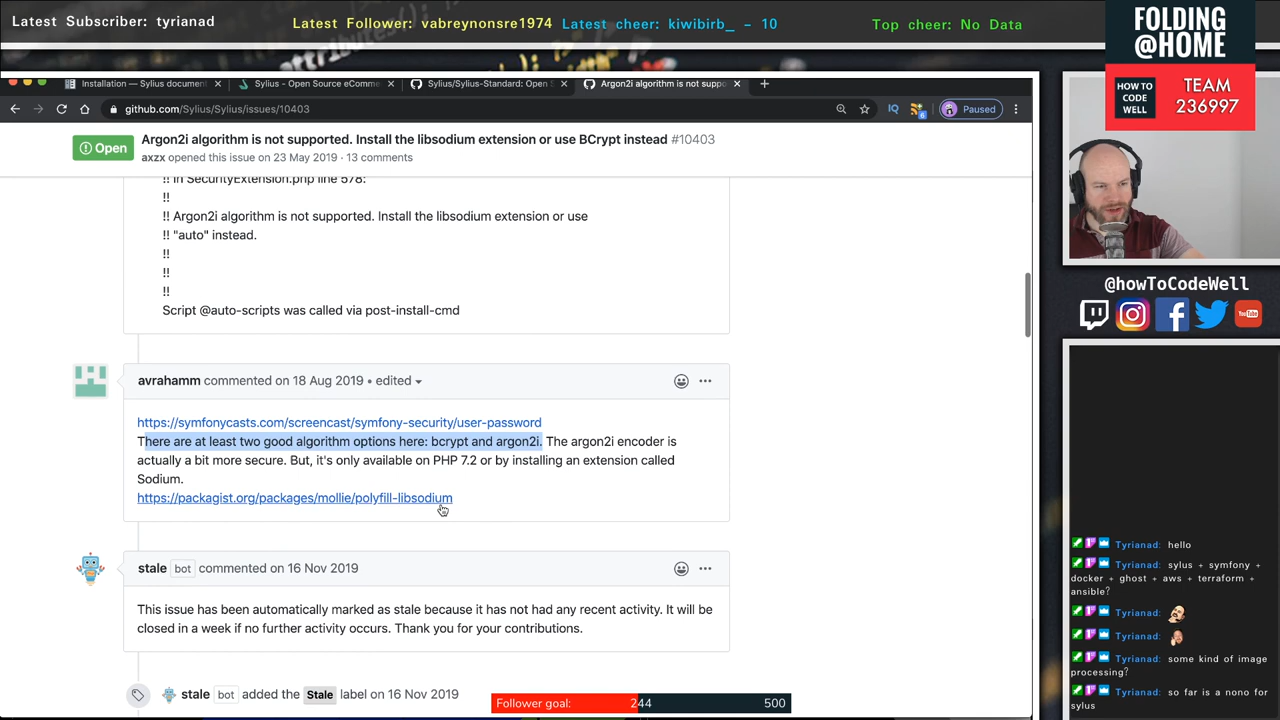 Latest Subscriber: tyrianad
Latest Follower: vabreynonsre1974
Latest cheer: kiwibirb_ - 10
Top cheer: No Data
FOLDING
@HOME
HOW TO
CODE
WELL
TEAM
236997
Installation — Sylius document
Sylius - Open Source eComme
Sylius/Sylius-Standard: Open S
Argon2i algorithm is not suppo
github.com/Sylius/Sylius/issues/10403
IQ
6
Paused
Open
Argon2i algorithm is not supported. Install the libsodium extension or use BCrypt instead #10403
axzx opened this issue on 23 May 2019 · 13 comments
!! In SecurityExtension.php line 578:
!!
!! Argon2i algorithm is not supported. Install the libsodium extension or use
!! "auto" instead.
!!
!!
!!
Script @auto-scripts was called via post-install-cmd
avrahamm commented on 18 Aug 2019 • edited
https://symfonycasts.com/screencast/symfony-security/user-password
There are at least two good algorithm options here: bcrypt and argon2i. The argon2i encoder is
actually a bit more secure. But, it's only available on PHP 7.2 or by installing an extension called
Sodium.
https://packagist.org/packages/mollie/polyfill-libsodium
stale bot commented on 16 Nov 2019
This issue has been automatically marked as stale because it has not had any recent activity. It will be
closed in a week if no further activity occurs. Thank you for your contributions.
stale bot added the Stale label on 16 Nov 2019
Follower goal: 244 500
@howToCodeWell
You Tube
Tyrianad: hello
Tyrianad: sylus + symfony +
docker + ghost + aws + terraform +
ansible?
Tyrianad:
Tyrianad:
Tyrianad: some kind of image
processing?
Tyrianad: so far is a nono for
sylus